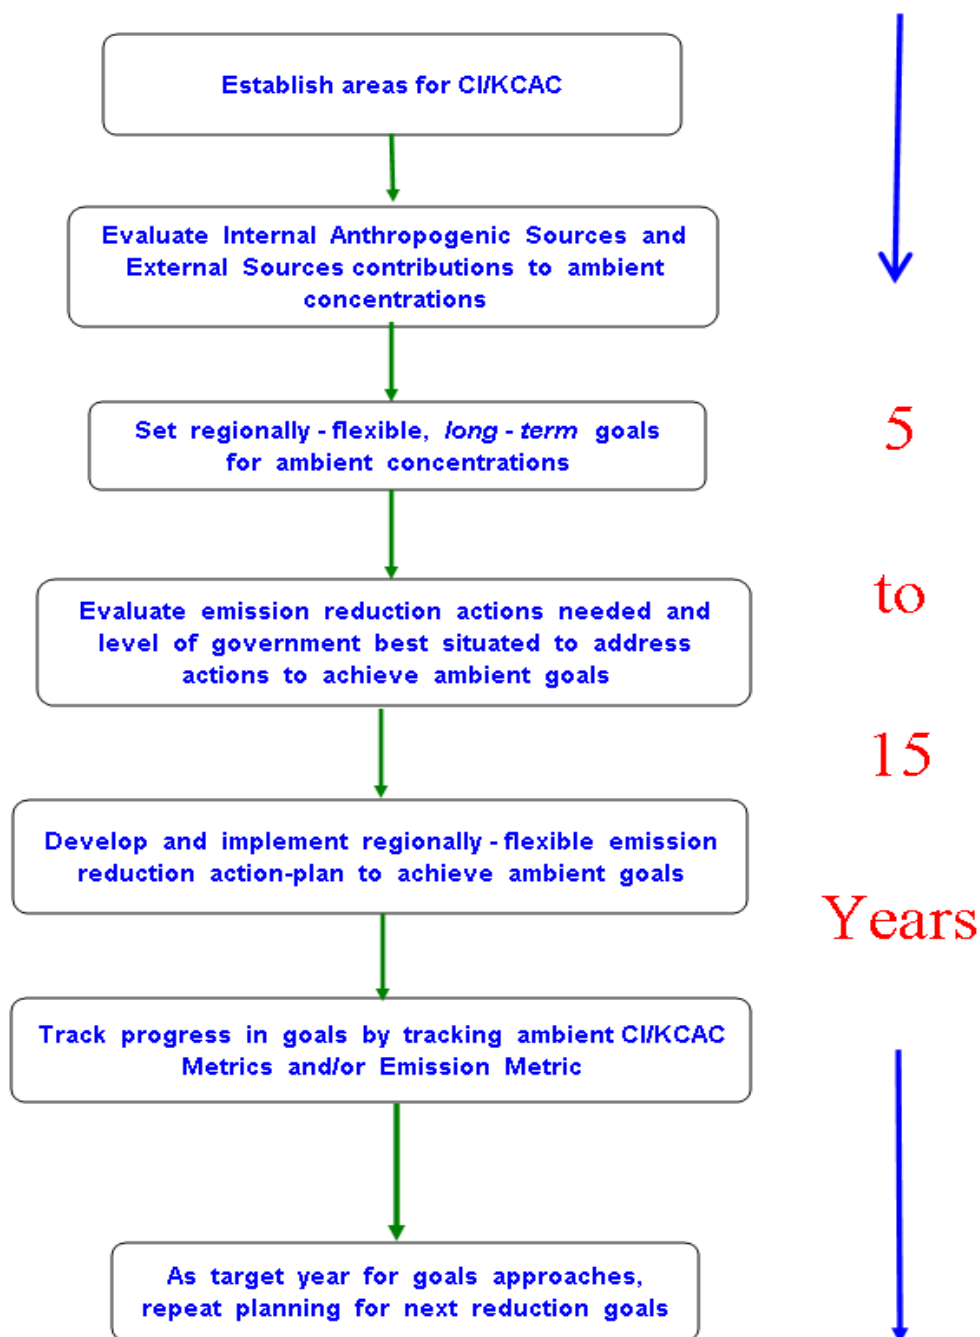 Establish areas for CI/KCAC
Evaluate Internal Anthropogenic Sources and
External Sources contributions to ambient
concentrations
Set regionally - flexible, long - term goals
for ambient concentrations
Evaluate emission reduction actions needed and
level of government best situated to address
actions to achieve ambient goals
Develop and implement regionally - flexible emission
reduction action-plan to achieve ambient goals
Track progress in goals by tracking ambient CI/KCAC
Metrics and/or Emission Metric
As target year for goals approaches,
repeat planning for next reduction goals
5
to
15
Years